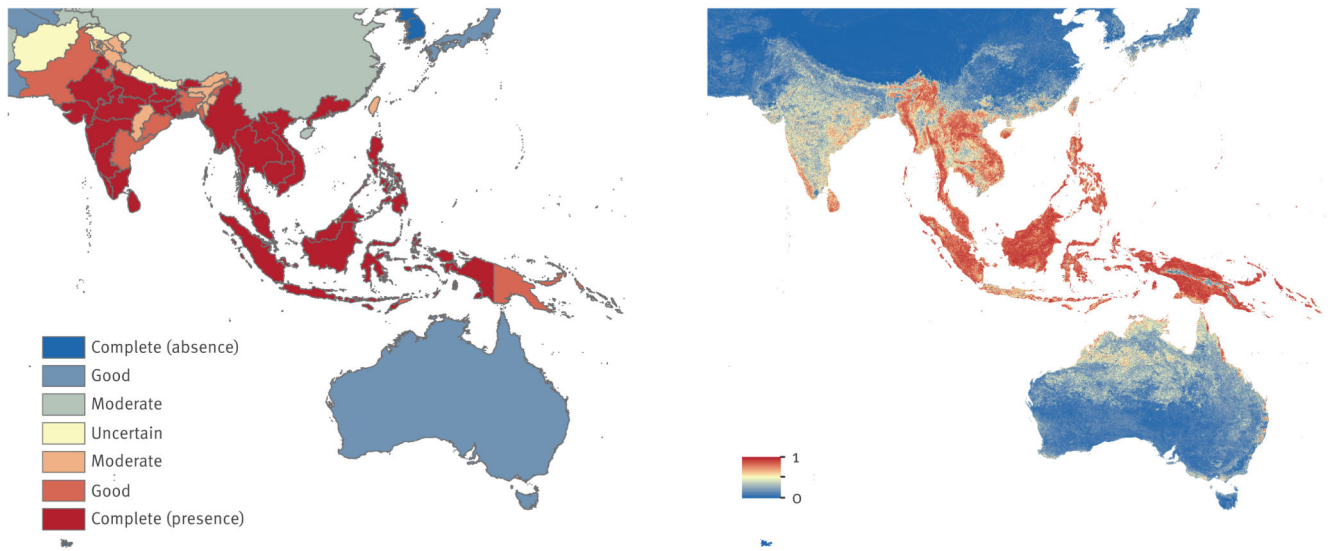 Complete (absence)
Good
Moderate
Uncertain
Moderate
Good
Complete (presence)
1
0